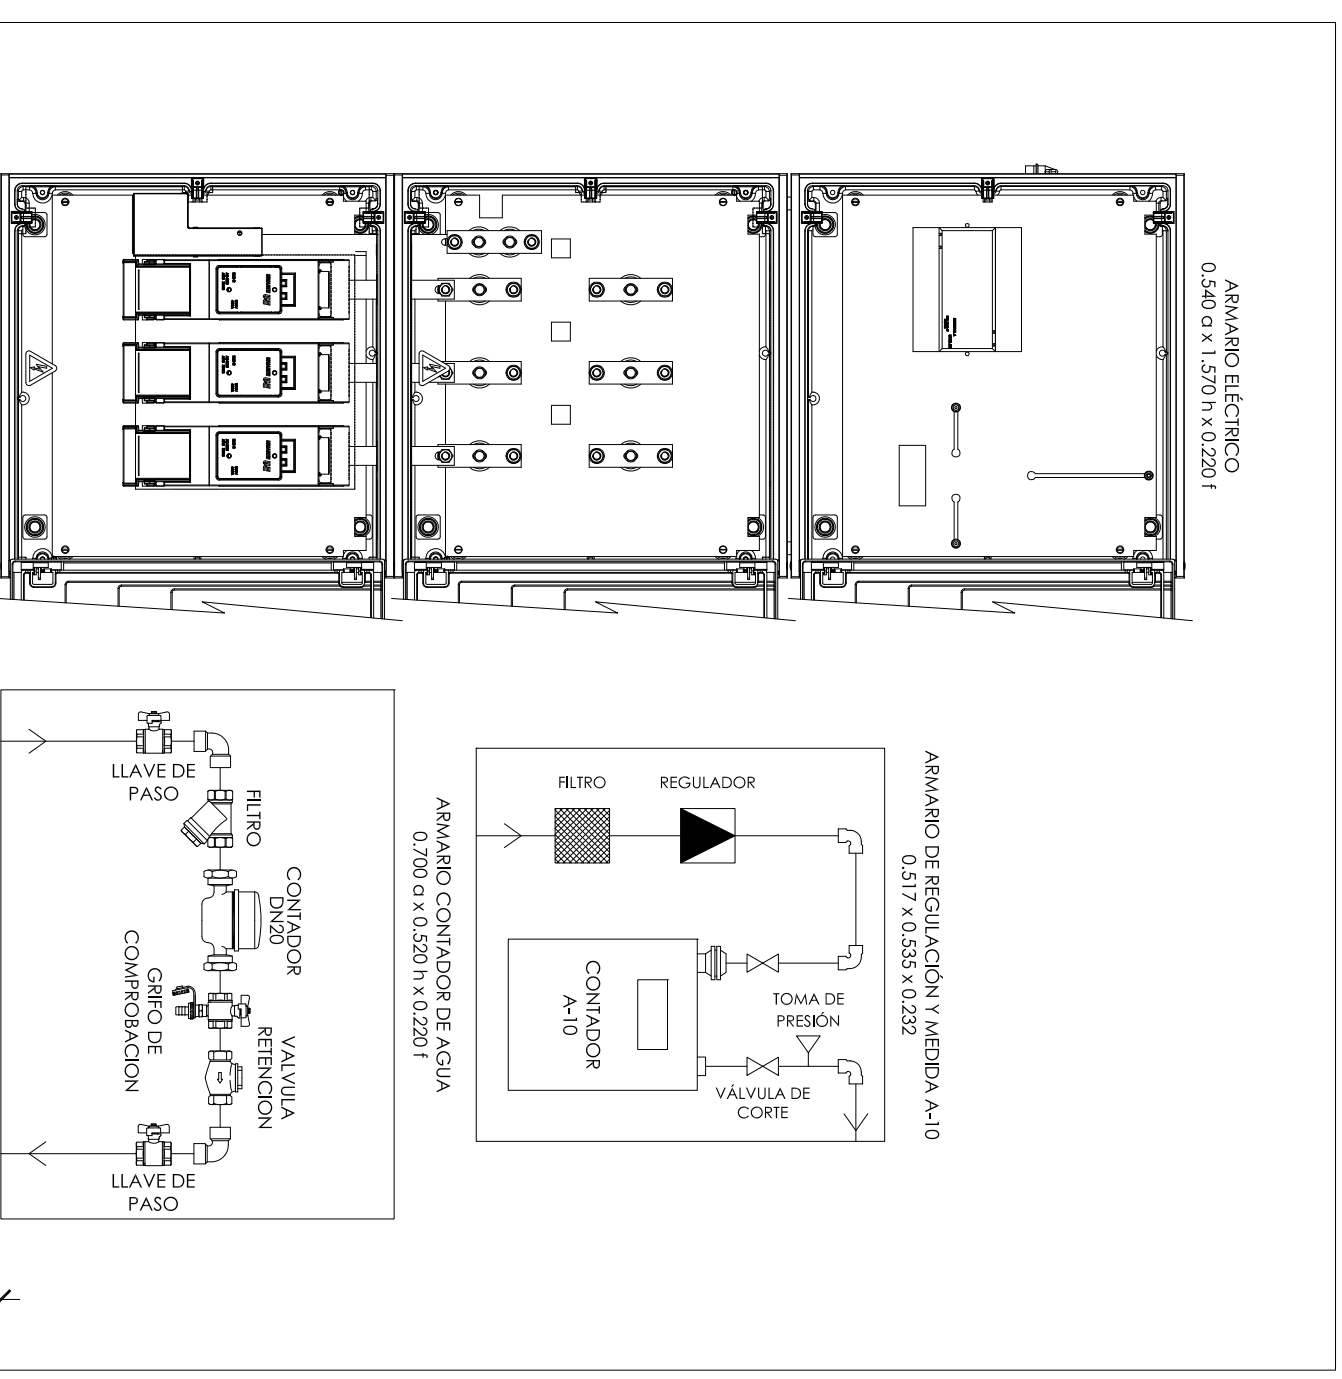 ARMARIO ELÉCTRICO
0.540 a x 1.570 h x 0.220 f
ARMARIO DE REGULACIÓN Y MEDIDA A-10
0.517 x 0.535 x 0.232
FILTRO
REGULADOR
CONTADOR
A-10
TOMA DE
PRESIÓN
VÁLVULA DE
CORTE
ARMARIO CONTADOR DE AGUA
0.700 a x 0.520 h x 0.220 f
LLAVE DE
PASO
FILTRO
CONTADOR
DN20
GRIFO DE
COMPROBACION
VALVULA
RETENCION
LLAVE DE
PASO